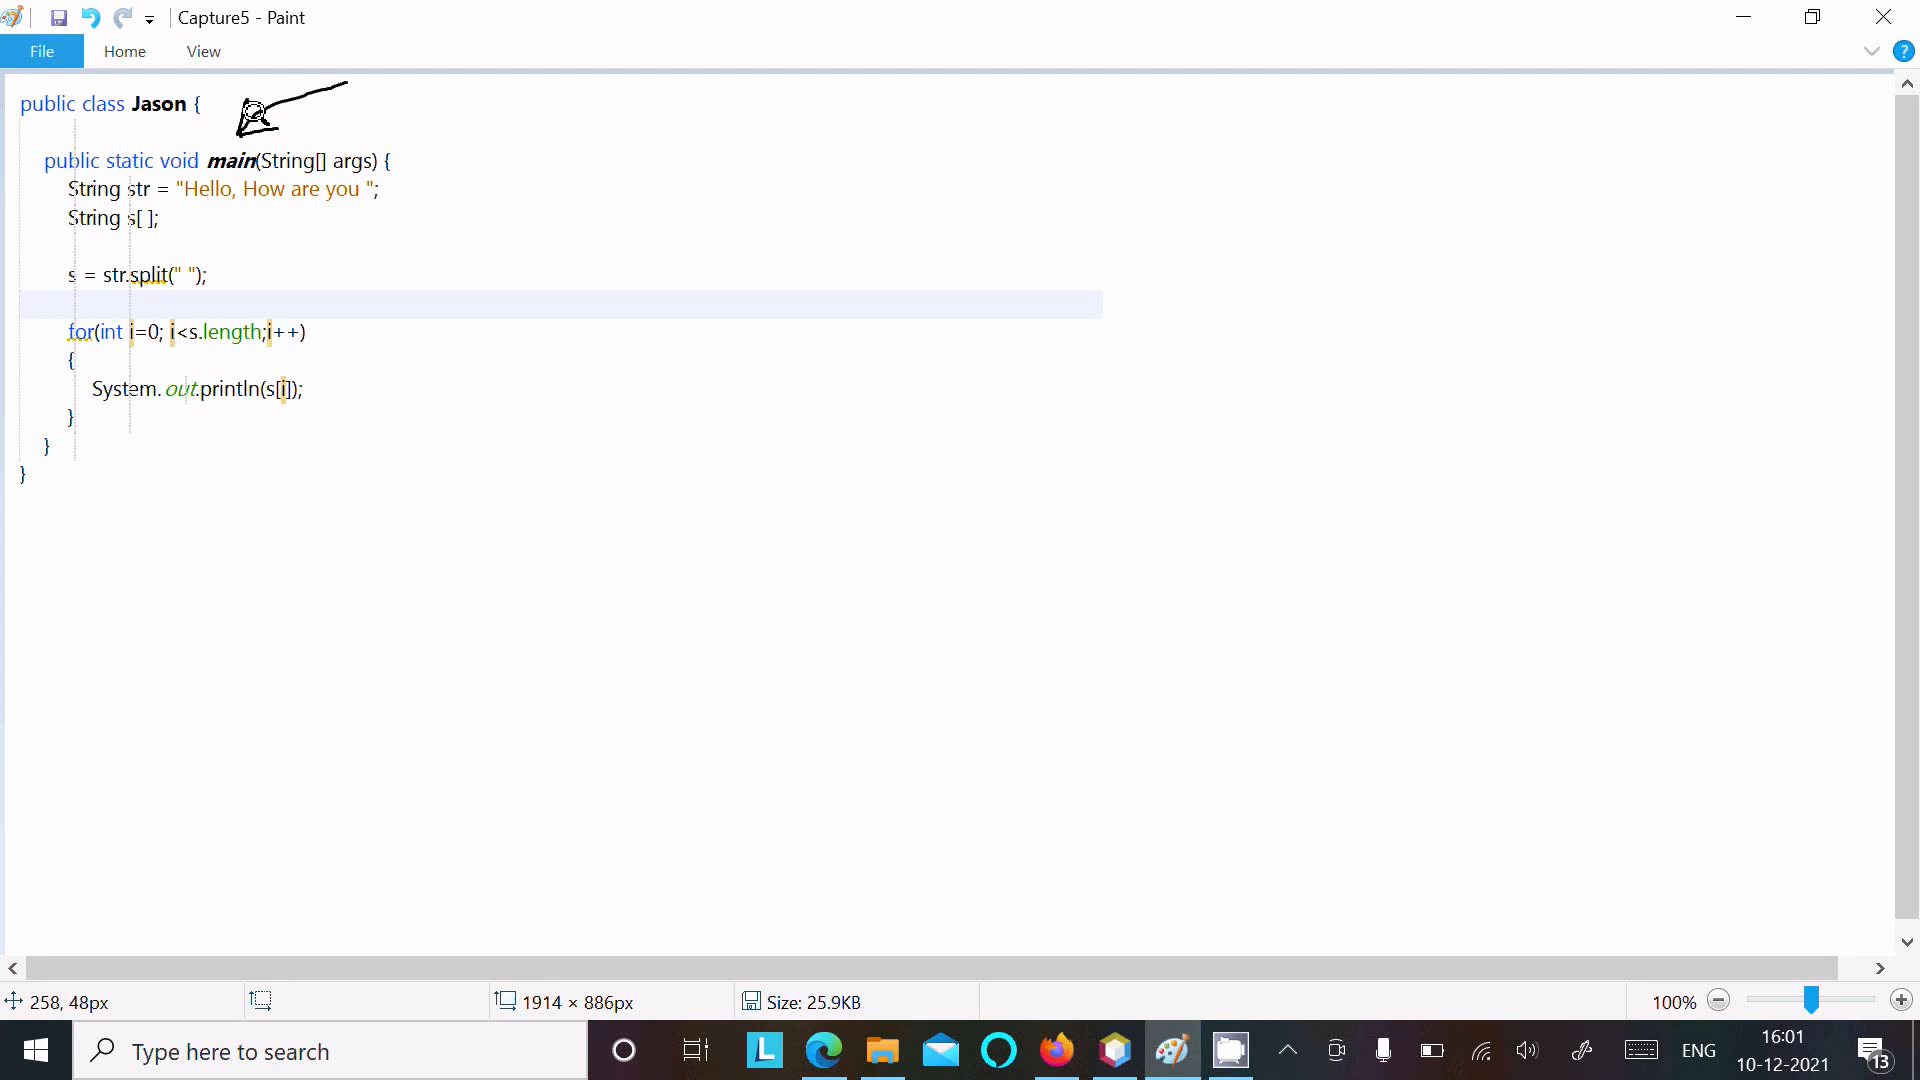 Capture5 - Paint
File Home View
public class Jason {
public static void main(String[] args) {
String str = "Hello, How are you ";
String s[ ];
s = str.split(" ");
for(int i=0; i<s.length;i++)
{
System. out.println(s[i]);
}
}
}
258, 48px 1914 × 886px Size: 25.9KB 100%
Type here to search L ENG 16:01
10-12-2021 13